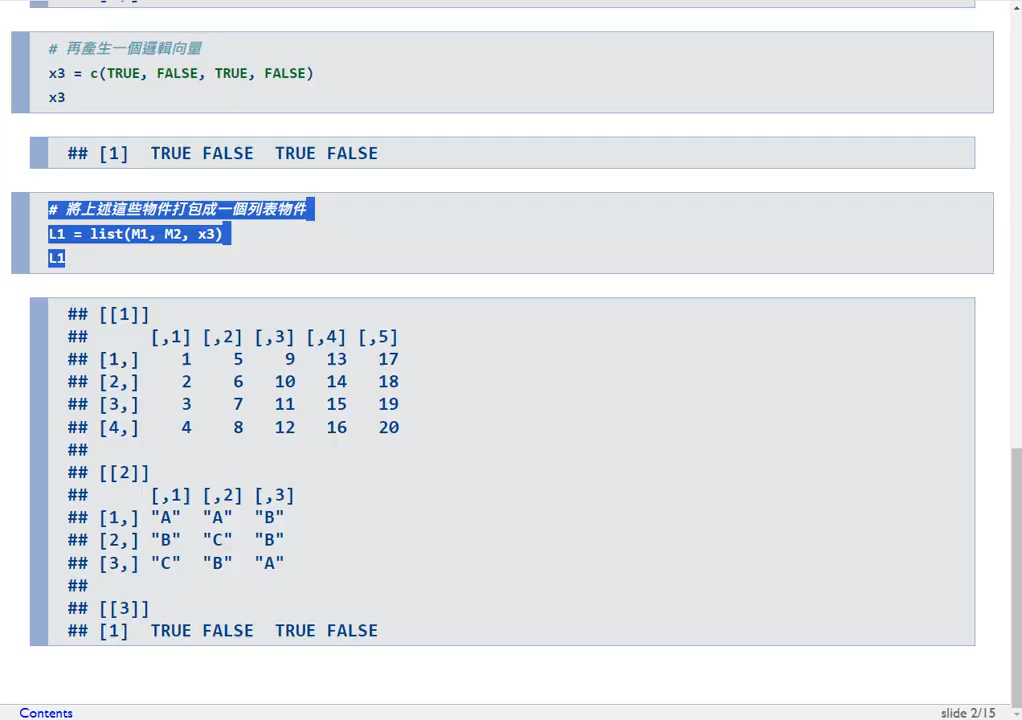 # 再產生一個邏輯向量
x3 = c(TRUE, FALSE, TRUE, FALSE)
x3
## [1]  TRUE FALSE  TRUE FALSE
# 將上述這些物件打包成一個列表物件
L1 = list(M1, M2, x3)
L1
## [[1]]
##      [,1] [,2] [,3] [,4] [,5]
## [1,]    1    5    9   13   17
## [2,]    2    6   10   14   18
## [3,]    3    7   11   15   19
## [4,]    4    8   12   16   20
##
## [[2]]
##      [,1] [,2] [,3]
## [1,] "A"  "A"  "B"
## [2,] "B"  "C"  "B"
## [3,] "C"  "B"  "A"
##
## [[3]]
## [1]  TRUE FALSE  TRUE FALSE
Contents
slide 2/15